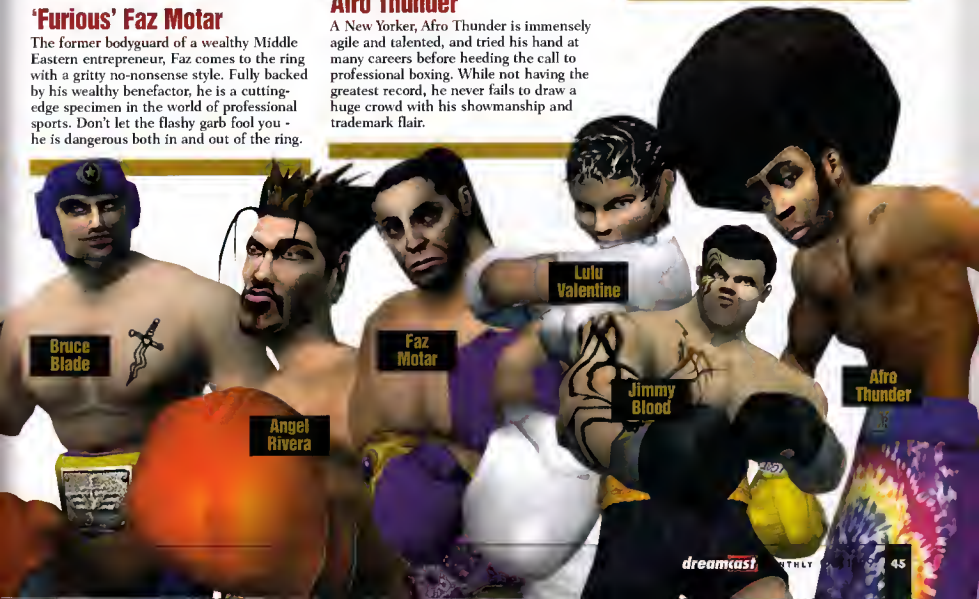 ‘Furious’ Faz Motar
The former bodyguard of a wealthy Middle
Eastern entrepreneur, Faz comes to the ring
with a gritty no-nonsense style. Fully backed
by his wealthy benefactor, he is a cutting-
edge specimen in the world of professional
sports. Don't let the flashy garb fool you -
he is dangerous both in and out of the ring.
Afro Thunder
A New Yorker, Afro Thunder is immensely
agile and talented, and tried his hand at
many careers before heeding the call to
professional boxing. While not having the
greatest record, he never fails to draw a
huge crowd with his showmanship and
trademark flair.
Bruce
Blade
Angel
Rivera
Faz
Motar
Lulu
Valentine
Jimmy
Blood
Afro
Thunder
dreamcast
45